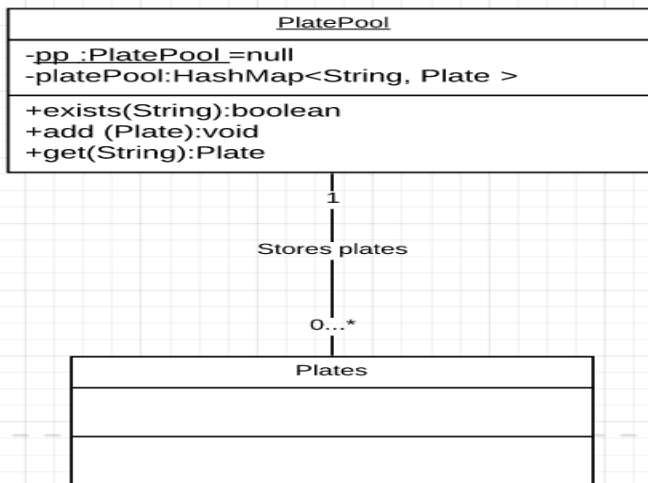 PlatePool
-pp :PlatePool =null
-platePool:HashMap<String, Plate >
+exists(String):boolean
+add (Plate):void
+get(String):Plate
1
Stores plates
0...*
Plates